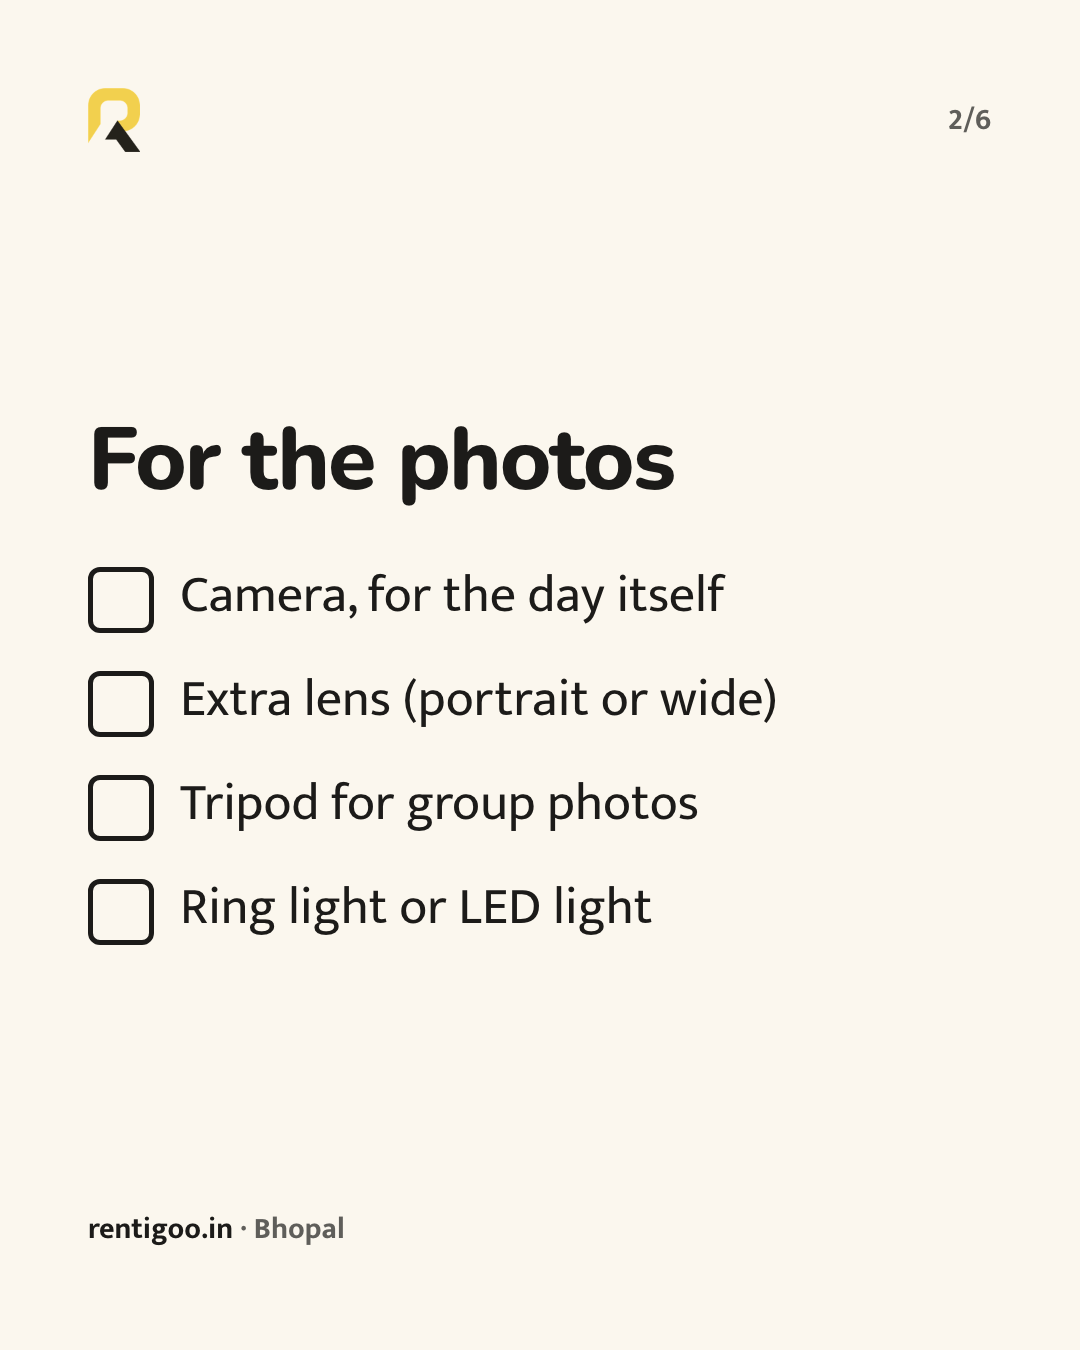 2/6
For the photos
Camera, for the day itself
Extra lens (portrait or wide)
Tripod for group photos
Ring light or LED light
rentigoo.in · Bhopal